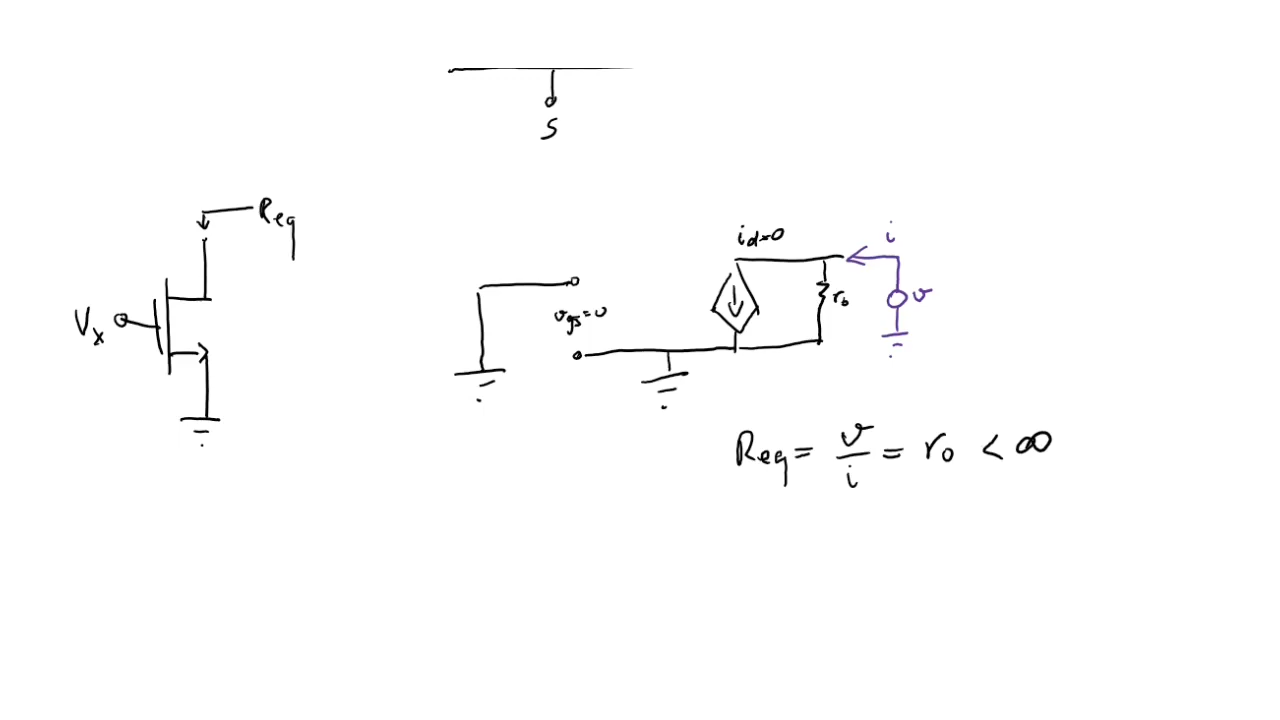 S
Req
Vx
id=0
i
vgs=0
ro
v
Req = v/i = ro < ∞